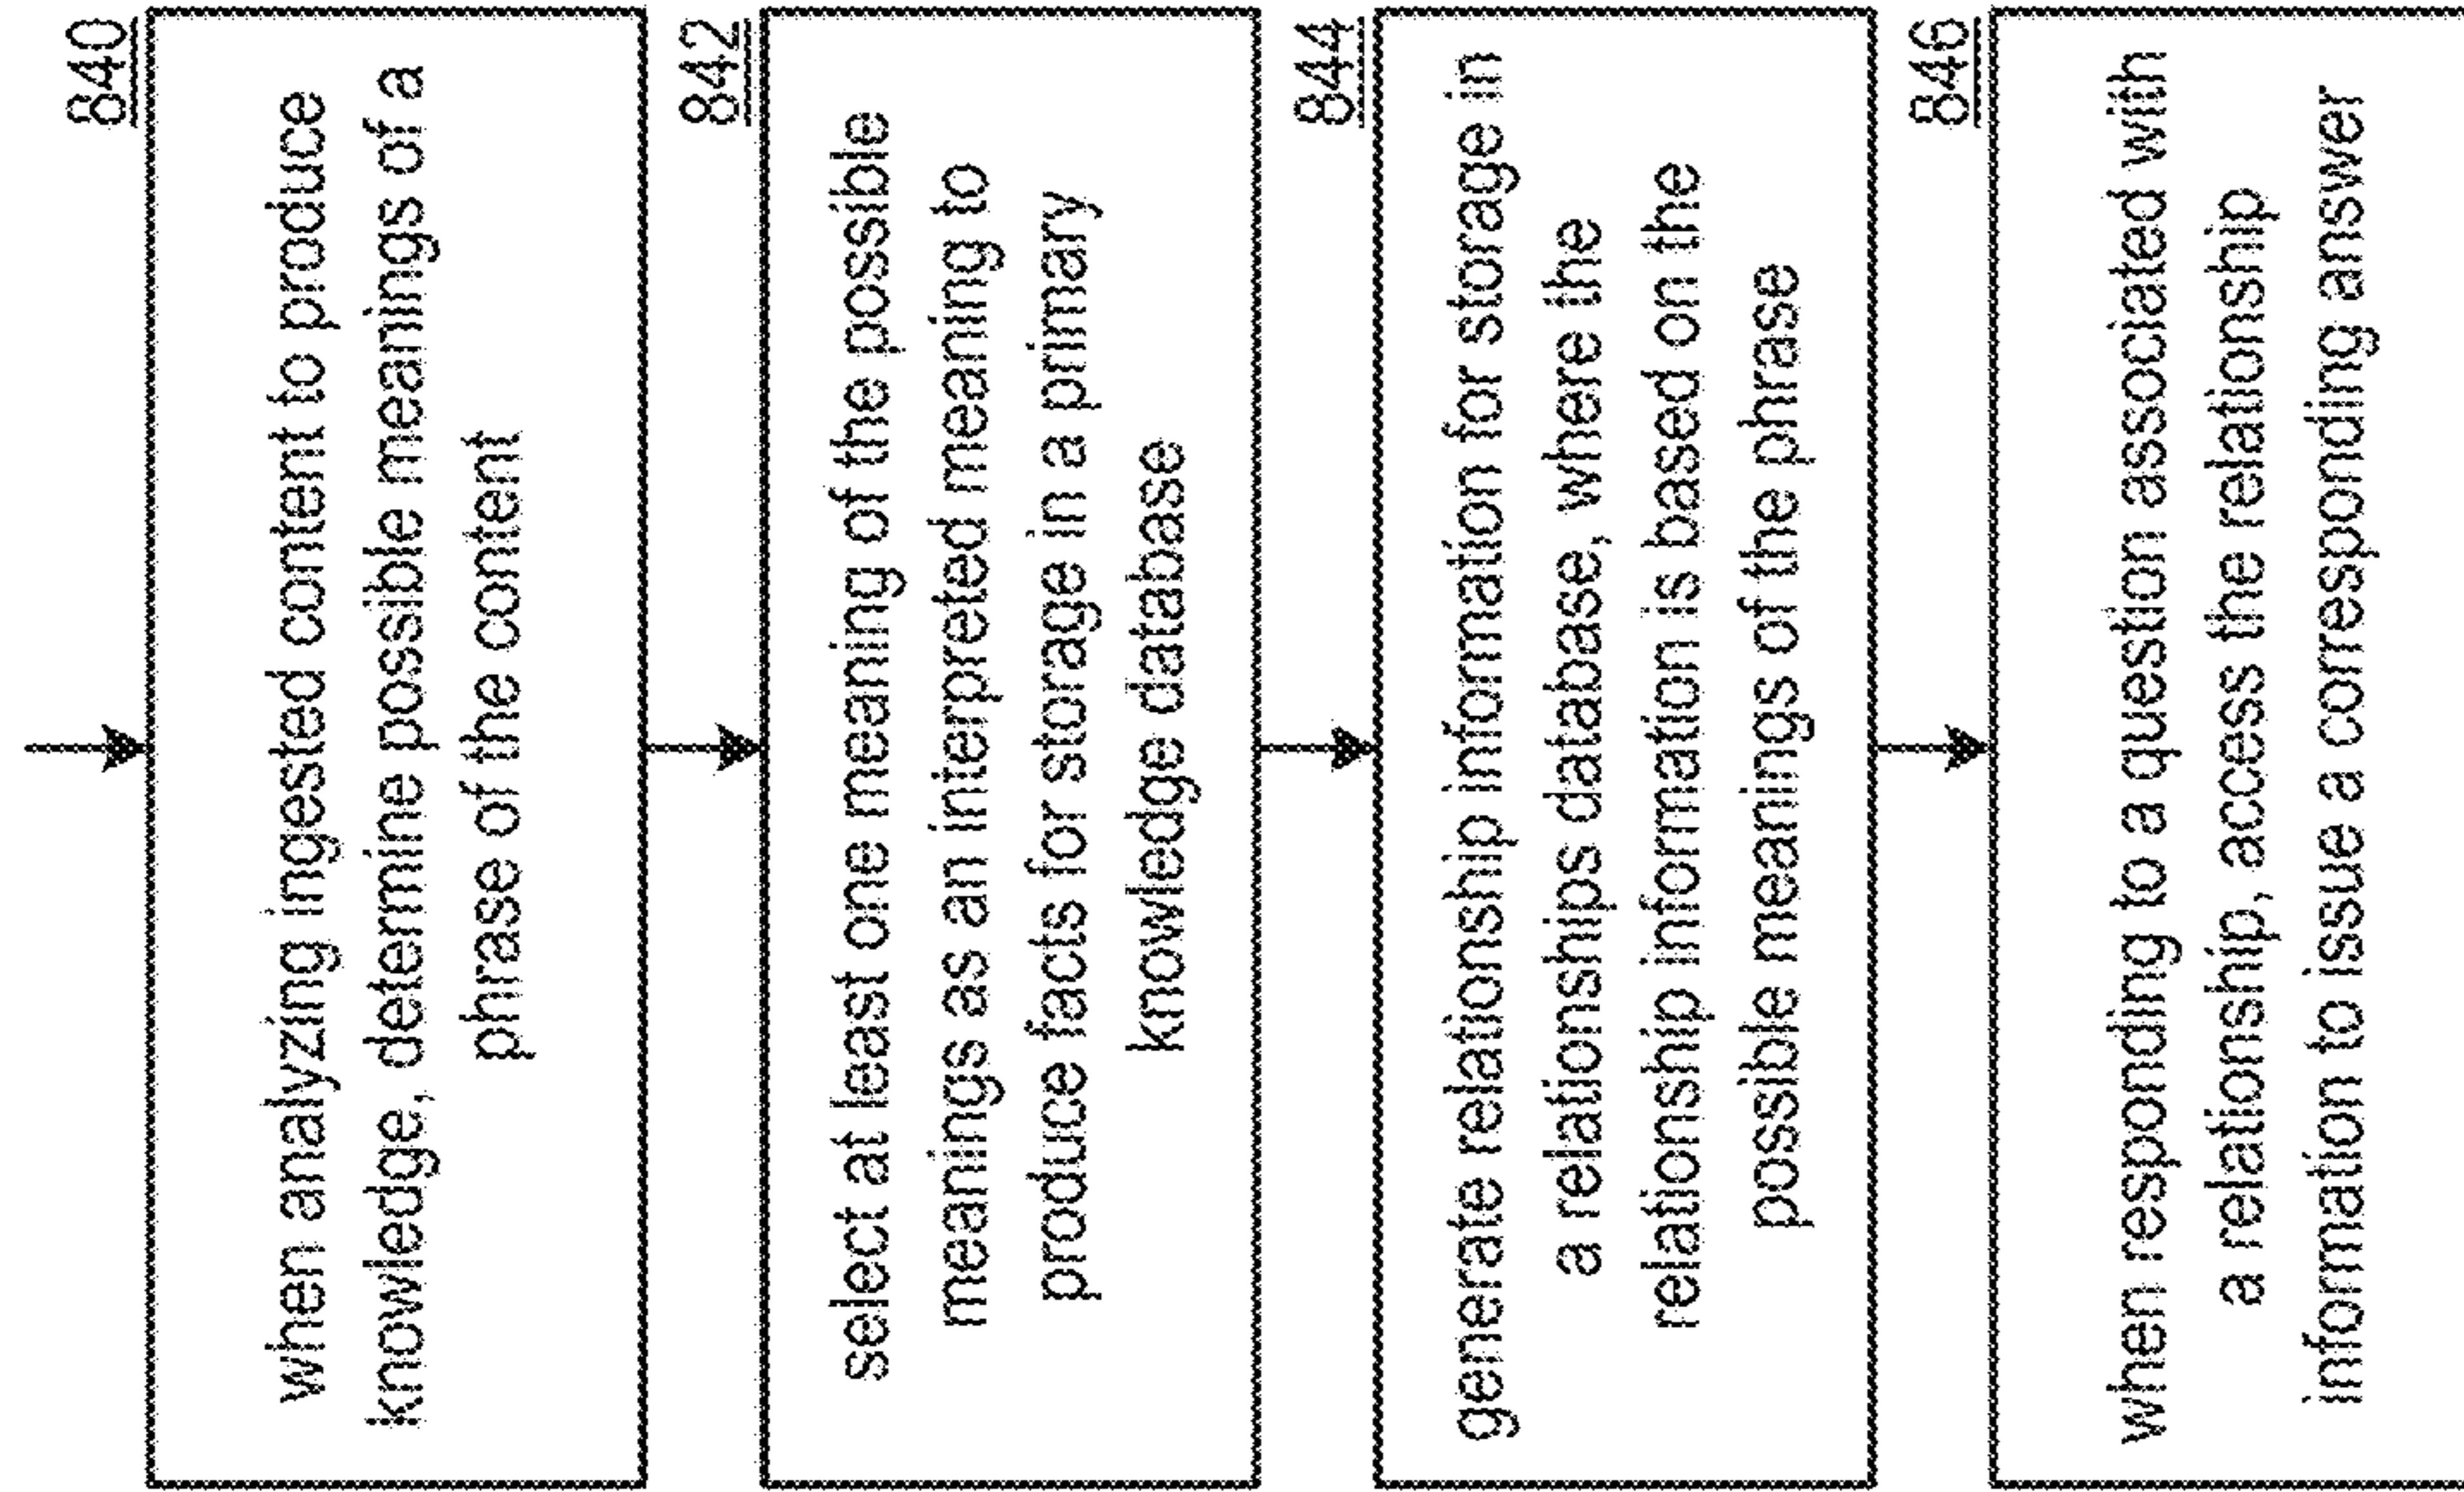 840
when analyzing ingested content to produce
knowledge, determine possible meanings of a
phrase of the content
842
select at least one meaning of the possible
meanings as an interpreted meaning to
produce facts for storage in a primary
knowledge database
844
generate relationship information for storage in
a relationships database, where the
relationship information is based on the
possible meanings of the phrase
846
when responding to a question associated with
a relationship, access the relationship
information to issue a corresponding answer